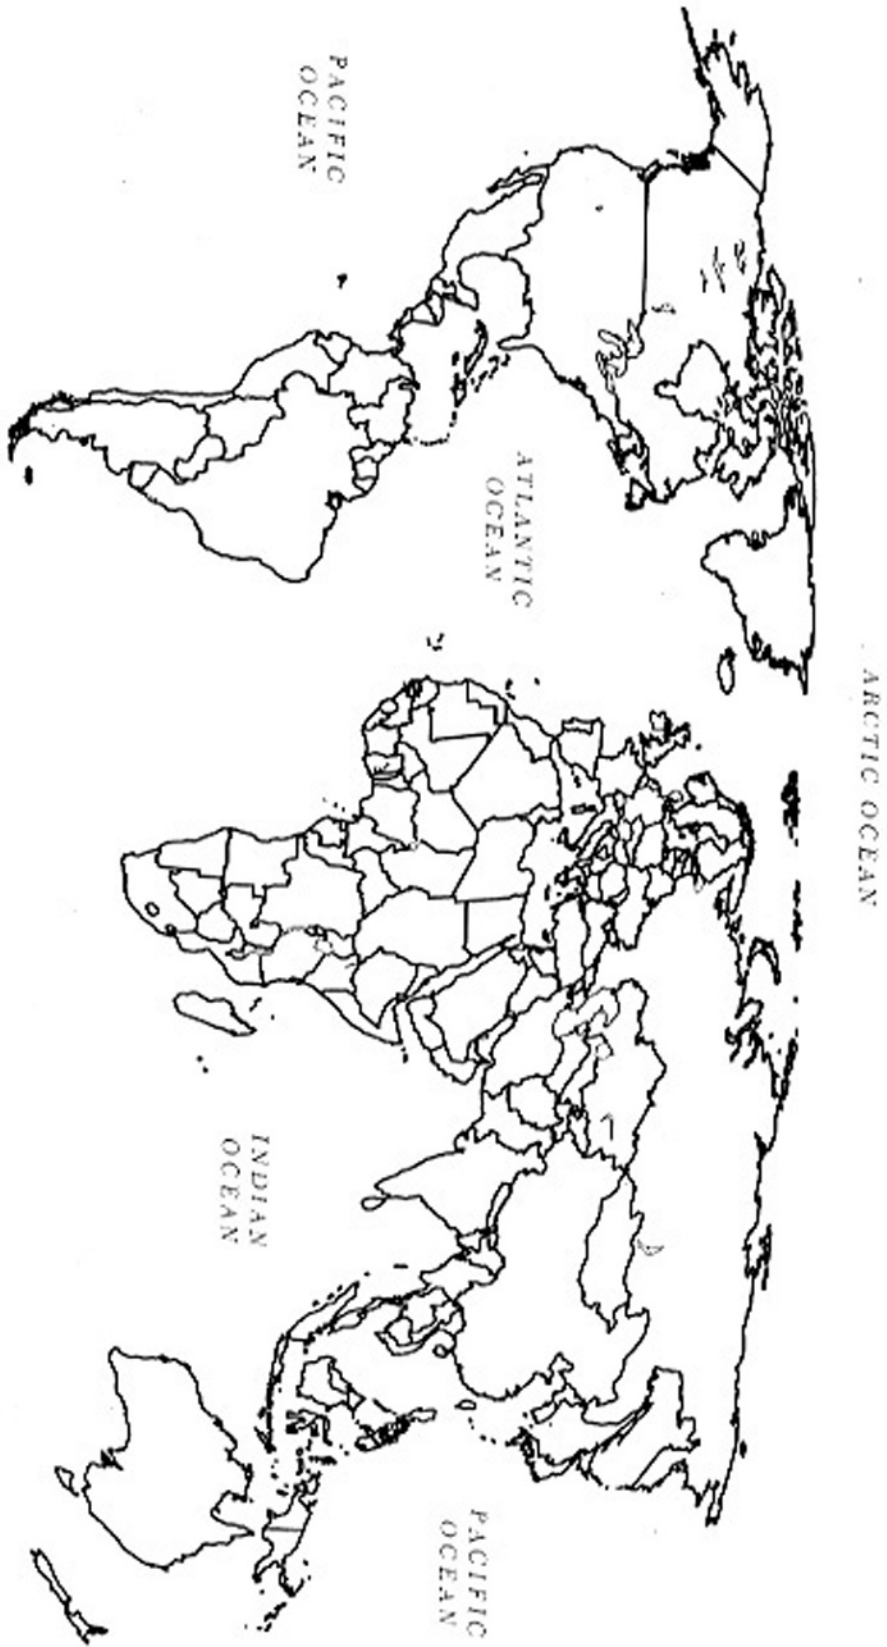 ARCTIC OCEAN
PACIFIC
OCEAN
ATLANTIC
OCEAN
PACIFIC
OCEAN
INDIAN
OCEAN